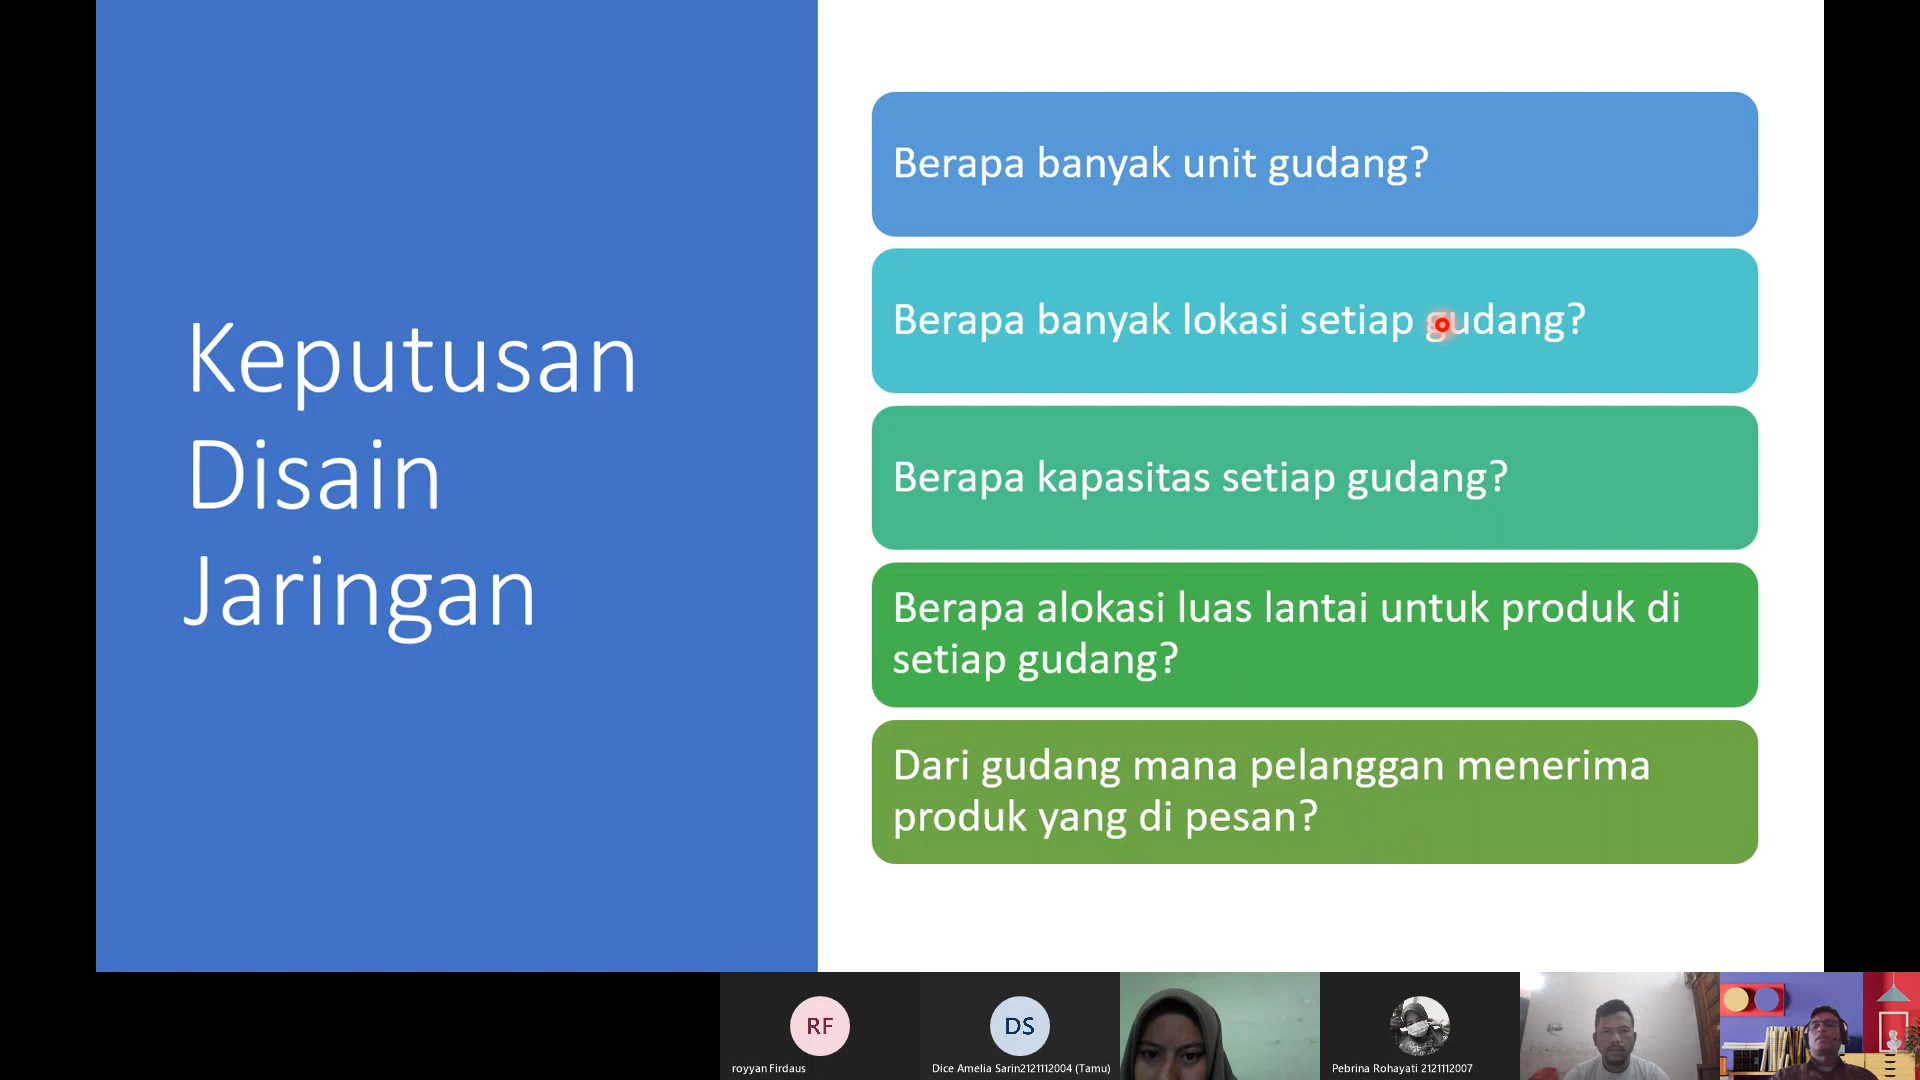 Keputusan
Disain
Jaringan
Berapa banyak unit gudang?
Berapa banyak lokasi setiap gudang?
Berapa kapasitas setiap gudang?
Berapa alokasi luas lantai untuk produk di
setiap gudang?
Dari gudang mana pelanggan menerima
produk yang di pesan?
RF
royyan Firdaus
DS
Dice Amelia Sarin2121112004 (Tamu)
Pebrina Rohayati 2121112007